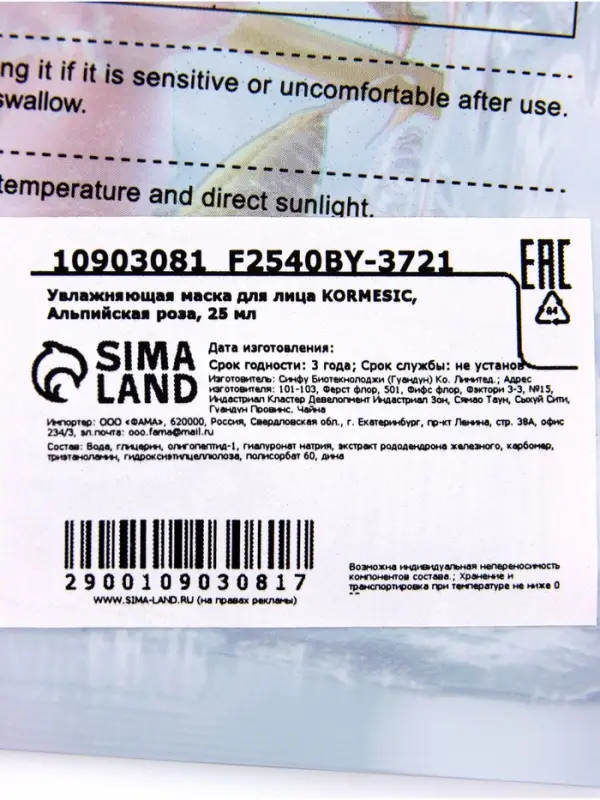 ng it if it is sensitive or uncomfortable after use.
swallow.
temperature and direct sunlight.
10903081 F2540BY-3721
EAC
Увлажняющая маска для лица KORMESIC,
Альпийская роза, 25 мл
84
SIMA
LAND
Дата изготовления:
Срок годности: 3 года; Срок службы: не установ
Изготовитель: Синфу Биотекнолоджи (Гуандун) Ко. Лимитед.; Адрес
изготовителя: 101-103, Ферст флор, 501, Фифс флор, Фэктори 3-3, №15,
Индастриал Кластер Девелопмент Индастриал Зон, Сямао Таун, Сыхуй Сити,
Гуандун Провинс. Чайна
Импортер: ООО «ФАМА», 620000, Россия, Свердловская обл., г. Екатеринбург, пр-кт Ленина, стр. 38А, офис
234/3, эл.почта: ooo.fama@mail.ru
Состав: Вода, глицерин, олигопептид-1, гиалуронат натрия, экстракт рододендрона железного, карбомер,
триэтаноламин, гидроксиэтилцеллюлоза, полисорбат 60, дина
2900109030817
WWW.SIMA-LAND.RU (на правах рекламы)
Возможна индивидуальная непереносимость
компонентов состава.; Хранение и
транспортировка при температуре не ниже 0